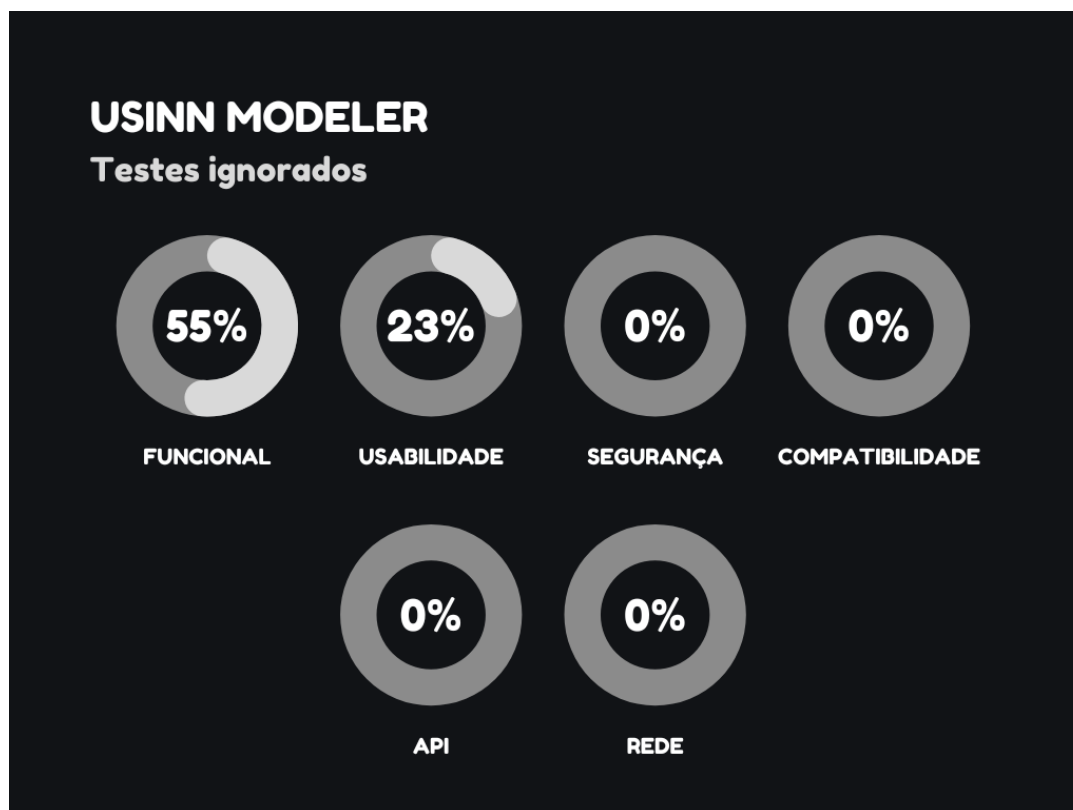 USINN MODELER
Testes ignorados
55% 23% 0% 0%
FUNCIONAL USABILIDADE SEGURANÇA COMPATIBILIDADE
0% 0%
API REDE